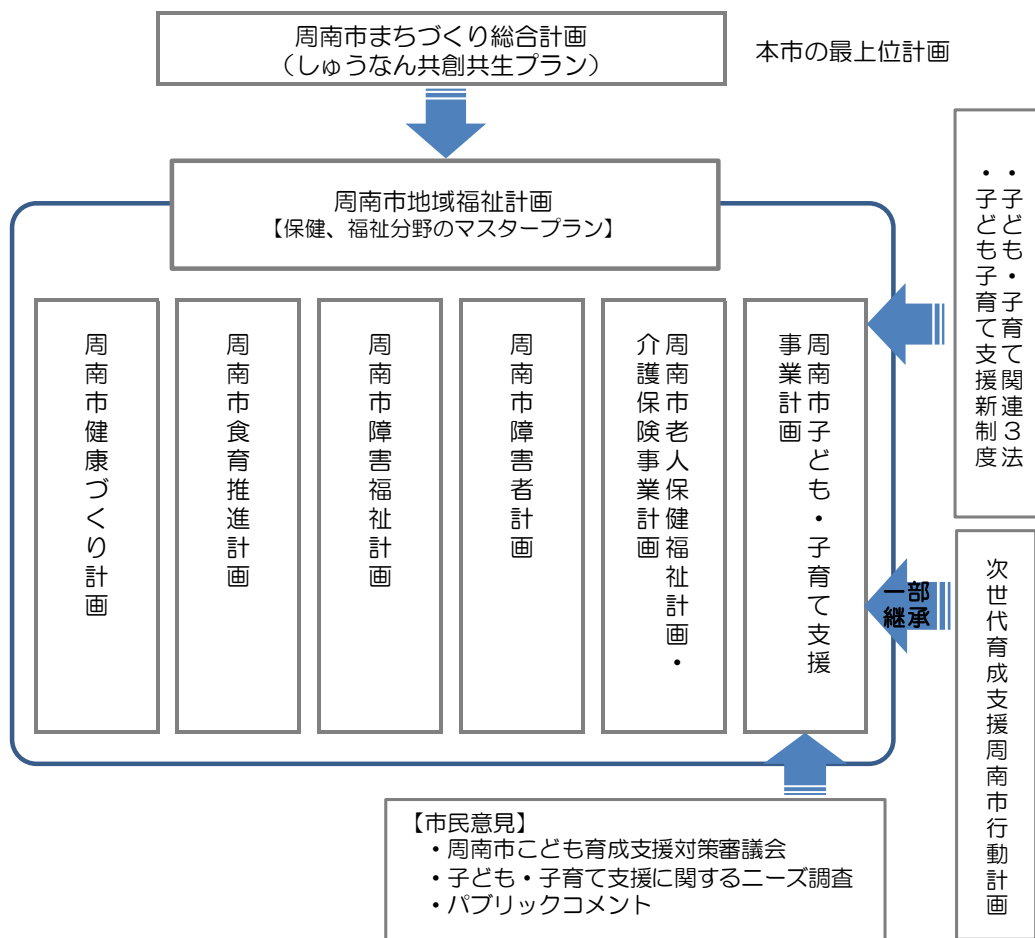 周南市まちづくり総合計画
（しゅうなん共創共生プラン）
本市の最上位計画
周南市地域福祉計画
【保健、福祉分野のマスタープラン】
・子ども・子育て関連３法
・子ども子育て支援新制度
周南市健康づくり計画
周南市食育推進計画
周南市障害福祉計画
周南市障害者計画
周南市老人保健福祉計画・
介護保険事業計画
周南市子ども・子育て支援
事業計画
一部
継承
次世代育成支援周南市行動計画
【市民意見】
・周南市こども育成支援対策審議会
・子ども・子育て支援に関するニーズ調査
・パブリックコメント